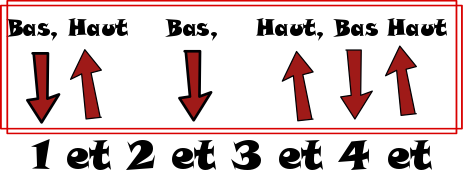 Bas, Haut Bas, Haut, Bas Haut
1 et 2 et 3 et 4 et